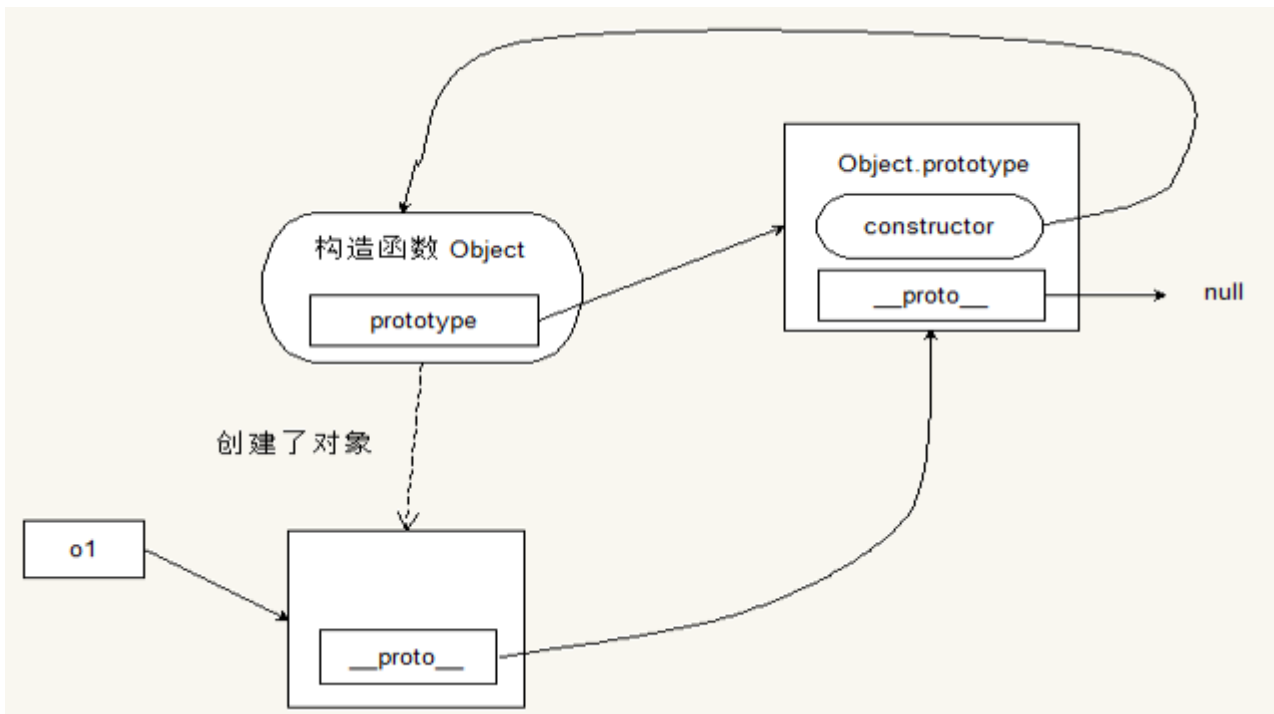 Object.prototype
constructor
构造函数 Object
__proto__
null
prototype
创建了对象
o1
__proto__